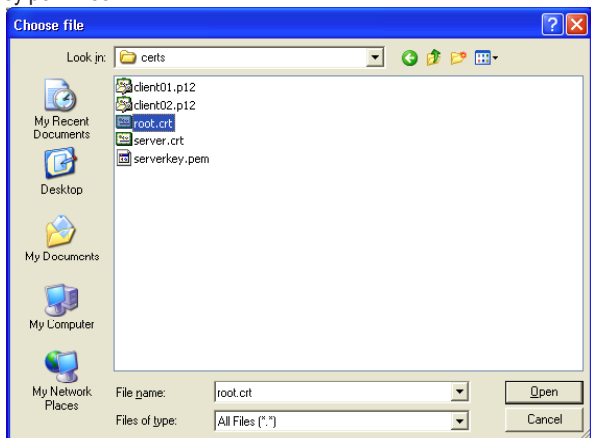 Choose file
Look in: certs
client01.p12
client02.p12
root.crt
server.crt
serverkey.pem
My Recent
Documents
Desktop
My Documents
My Computer
My Network
Places
File name: root.crt
Open
Files of type: All Files (*.*)
Cancel